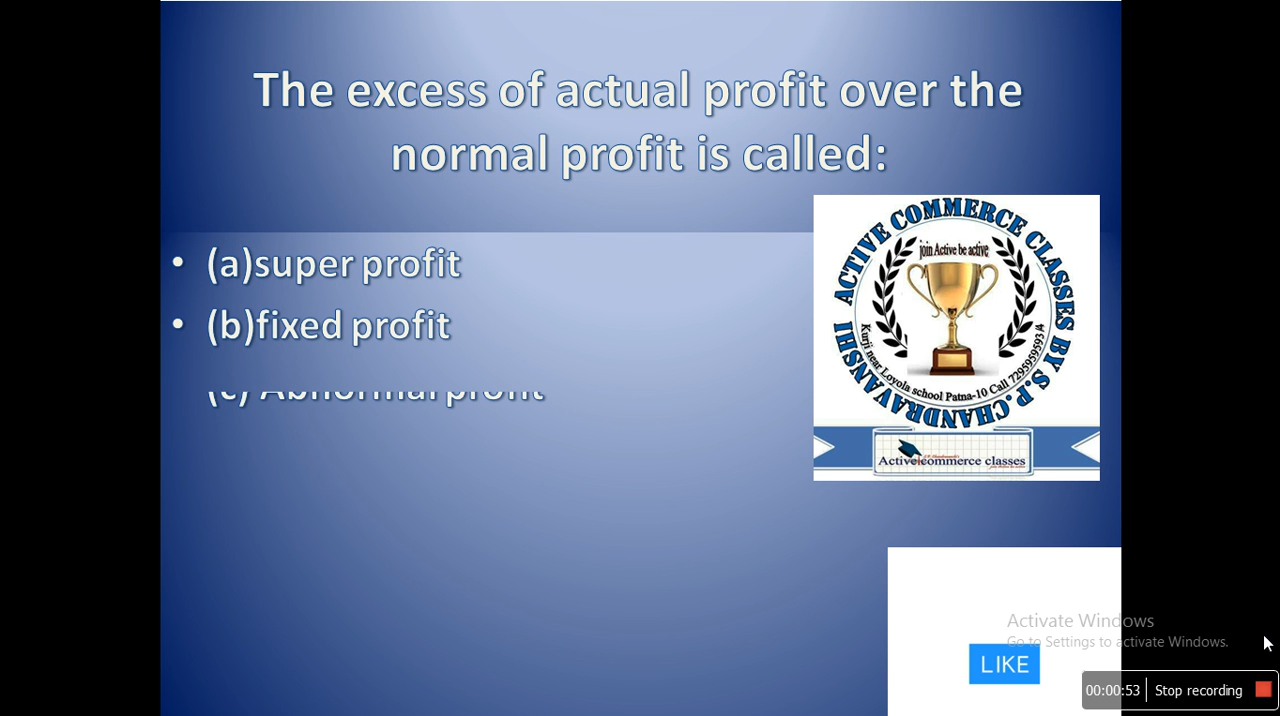 The excess of actual profit over the
normal profit is called:
• (a)super profit
• (b)fixed profit
(c) Abnormal profit
ACTIVE COMMERCE CLASSES BY S.P.CHANDRAVANSHI
join Active be active
Kurji near Loyola school Patna-10 Call
Active commerce classes
Activate Windows
Go to Settings to activate Windows.
LIKE
00:00:53 Stop recording